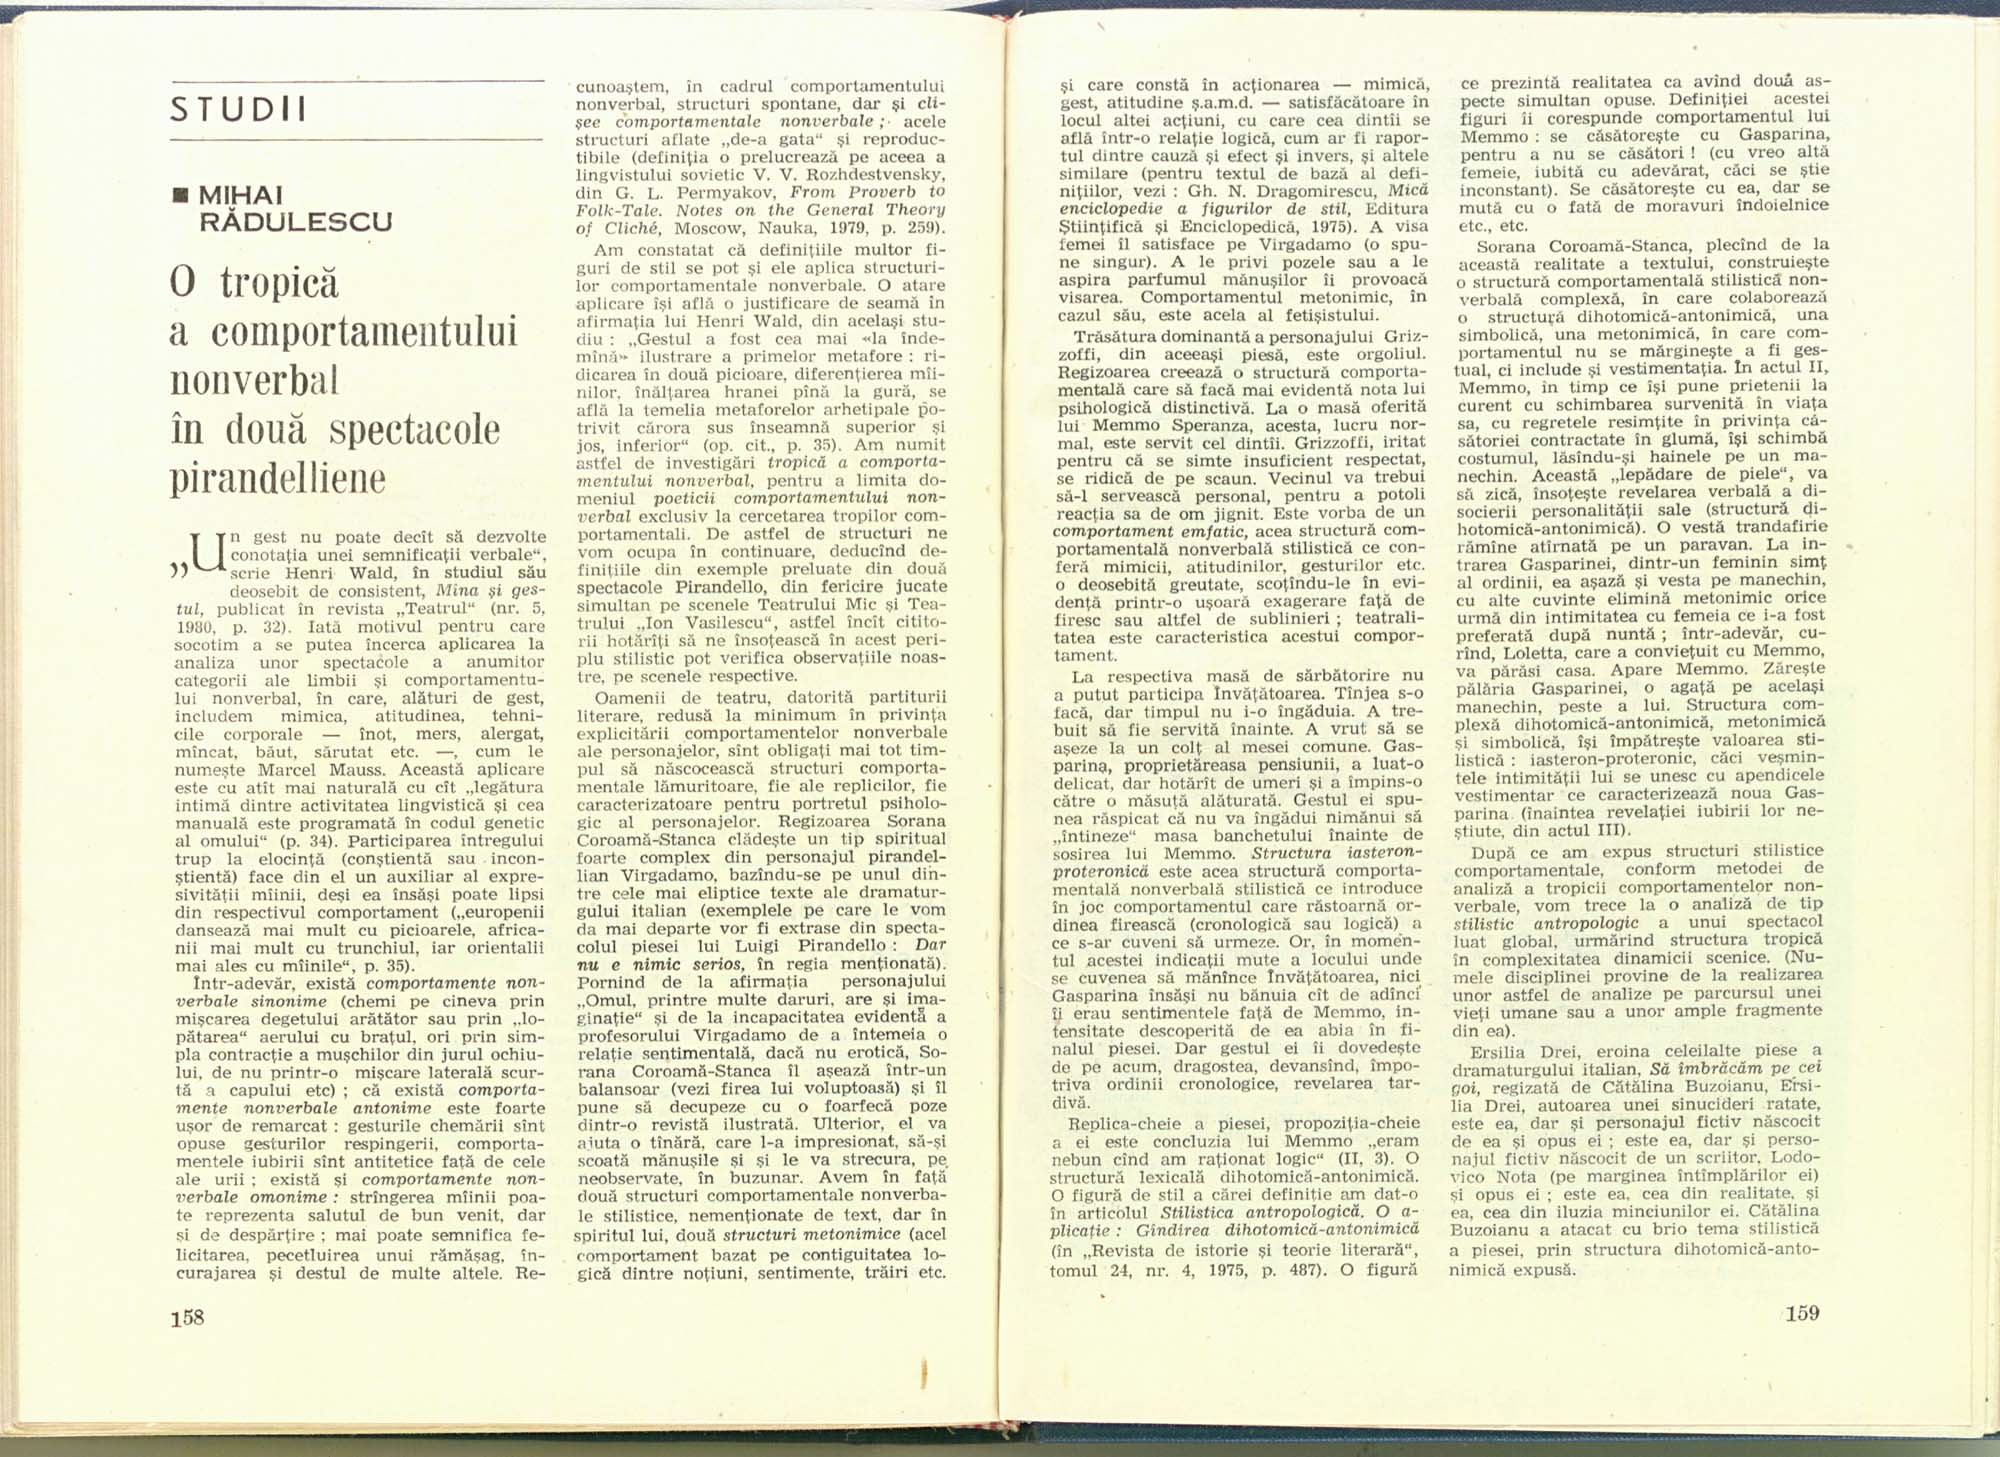 STUDII
■ MIHAI
RĂDULESCU
O tropică
a comportamentului
nonverbal
în două spectacole
pirandelliene
„Un gest nu poate decît să dezvolte
conotația unei semnificații verbale“,
scrie Henri Wald, în studiul său
deosebit de consistent, Mîna și ges-
tul, publicat în revista „Teatrul“ (nr. 5,
1980, p. 32). Iată motivul pentru care
socotim a se putea încerca aplicarea la
analiza unor spectacole a anumitor
categorii ale limbii și comportamentu-
lui nonverbal, în care, alături de gest,
includem mimica, atitudinea, tehni-
cile corporale — înot, mers, alergat,
mîncat, băut, sărutat etc. —, cum le
numește Marcel Mauss. Această aplicare
este cu atît mai naturală cu cît „legătura
intimă dintre activitatea lingvistică și cea
manuală este programată în codul genetic
al omului“ (p. 34). Participarea întregului
trup la elocință (conștientă sau incon-
știentă) face din el un auxiliar al expre-
sivității mîinii, deși ea însăși poate lipsi
din respectivul comportament („europenii
dansează mai mult cu picioarele, africa-
nii mai mult cu trunchiul, iar orientalii
mai ales cu mîinile“, p. 35).
Într-adevăr, există comportamente non-
verbale sinonime (chemi pe cineva prin
mișcarea degetului arătător sau prin „lo-
pătarea“ aerului cu brațul, ori prin sim-
pla contracție a mușchilor din jurul ochiu-
lui, de nu printr-o mișcare laterală scur-
tă a capului etc) ; că există comporta-
mente nonverbale antonime este foarte
ușor de remarcat : gesturile chemării sînt
opuse gesturilor respingerii, comporta-
mentele iubirii sînt antitetice față de cele
ale urii ; există și comportamente non-
verbale omonime : strîngerea mîinii poa-
te reprezenta salutul de bun venit, dar
și de despărțire ; mai poate semnifica fe-
licitarea, pecetluirea unui rămășag, în-
curajarea și destul de multe altele. Re-
158
cunoaștem, în cadrul comportamentului
nonverbal, structuri spontane, dar și cli-
șee comportamentale nonverbale ; acele
structuri aflate „de-a gata“ și reproduc-
tibile (definiția o prelucrează pe aceea a
lingvistului sovietic V. V. Rozhdestvensky,
din G. L. Permyakov, From Proverb to
Folk-Tale. Notes on the General Theory
of Cliché, Moscow, Nauka, 1979, p. 259).
Am constatat că definițiile multor fi-
guri de stil se pot și ele aplica structuri-
lor comportamentale nonverbale. O atare
aplicare își află o justificare de seamă în
afirmația lui Henri Wald, din același stu-
diu : „Gestul a fost cea mai «la înde-
mînă» ilustrare a primelor metafore : ri-
dicarea în două picioare, diferențierea mîi-
nilor, înălțarea hranei pînă la gură, se
află la temelia metaforelor arhetipale po-
trivit cărora sus înseamnă superior și
jos, inferior“ (op. cit., p. 35). Am numit
astfel de investigări tropică a comporta-
mentului nonverbal, pentru a limita do-
meniul poeticii comportamentului non-
verbal exclusiv la cercetarea tropilor com-
portamentali. De astfel de structuri ne
vom ocupa în continuare, deducînd de-
finițiile din exemple preluate din două
spectacole Pirandello, din fericire jucate
simultan pe scenele Teatrului Mic și Tea-
trului „Ion Vasilescu“, astfel încît citito-
rii hotărîți să ne însoțească în acest peri-
plu stilistic pot verifica observațiile noas-
tre, pe scenele respective.
Oamenii de teatru, datorită partiturii
literare, redusă la minimum în privința
explicitării comportamentelor nonverbale
ale personajelor, sînt obligați mai tot tim-
pul să născocească structuri comporta-
mentale lămuritoare, fie ale replicilor, fie
caracterizatoare pentru portretul psiholo-
gic al personajelor. Regizoarea Sorana
Coroamă-Stanca clădește un tip spiritual
foarte complex din personajul pirandel-
lian Virgadamo, bazîndu-se pe unul din-
tre cele mai eliptice texte ale dramatur-
gului italian (exemplele pe care le vom
da mai departe vor fi extrase din specta-
colul piesei lui Luigi Pirandello : Dar
nu e nimic serios, în regia menționată).
Pornind de la afirmația personajului
„Omul, printre multe daruri, are și ima-
ginație“ și de la incapacitatea evidentă a
profesorului Virgadamo de a întemeia o
relație sentimentală, dacă nu erotică, So-
rana Coroamă-Stanca îl așează într-un
balansoar (vezi firea lui voluptoasă) și îl
pune să decupeze cu o foarfecă poze
dintr-o revistă ilustrată. Ulterior, el va
ajuta o tînără, care l-a impresionat, să-și
scoată mănușile și și le va strecura, pe
neobservate, în buzunar. Avem în față
două structuri comportamentale nonverba-
le stilistice, nemenționate de text, dar în
spiritul lui, două structuri metonimice (acel
comportament bazat pe contiguitatea lo-
gică dintre noțiuni, sentimente, trăiri etc.
și care constă în acționarea — mimică,
gest, atitudine ș.a.m.d. — satisfăcătoare în
locul altei acțiuni, cu care cea dintîi se
află într-o relație logică, cum ar fi rapor-
tul dintre cauză și efect și invers, și altele
similare (pentru textul de bază al defi-
nițiilor, vezi : Gh. N. Dragomirescu, Mică
enciclopedie a figurilor de stil, Editura
Științifică și Enciclopedică, 1975). A visa
femei îl satisface pe Virgadamo (o spu-
ne singur). A le privi pozele sau a le
aspira parfumul mănușilor îi provoacă
visarea. Comportamentul metonimic, în
cazul său, este acela al fetișistului.
Trăsătura dominantă a personajului Griz-
zoffi, din aceeași piesă, este orgoliul.
Regizoarea creează o structură comporta-
mentală care să facă mai evidentă nota lui
psihologică distinctivă. La o masă oferită
lui Memmo Speranza, acesta, lucru nor-
mal, este servit cel dintîi. Grizzoffi, iritat
pentru că se simte insuficient respectat,
se ridică de pe scaun. Vecinul va trebui
să-l servească personal, pentru a potoli
reacția sa de om jignit. Este vorba de un
comportament emfatic, acea structură com-
portamentală nonverbală stilistică ce con-
feră mimicii, atitudinilor, gesturilor etc.
o deosebită greutate, scoțîndu-le în evi-
dență printr-o ușoară exagerare față de
firesc sau altfel de sublinieri ; teatrali-
tatea este caracteristica acestui compor-
tament.
La respectiva masă de sărbătorire nu
a putut participa Învățătoarea. Tînjea s-o
facă, dar timpul nu i-o îngăduia. A tre-
buit să fie servită înainte. A vrut să se
așeze la un colț al mesei comune. Gas-
parina, proprietăreasa pensiunii, a luat-o
delicat, dar hotărît de umeri și a împins-o
către o măsuță alăturată. Gestul ei spu-
nea răspicat că nu va îngădui nimănui să
„întineze“ masa banchetului înainte de
sosirea lui Memmo. Structura iasteron-
proteronică este acea structură comporta-
mentală nonverbală stilistică ce introduce
în joc comportamentul care răstoarnă or-
dinea firească (cronologică sau logică) a
ce s-ar cuveni să urmeze. Or, în momen-
tul acestei indicații mute a locului unde
se cuvenea să mănînce Învățătoarea, nici
Gasparina însăși nu bănuia cît de adînci
îi erau sentimentele față de Memmo, in-
tensitate descoperită de ea abia în fi-
nalul piesei. Dar gestul ei îi dovedește
de pe acum, dragostea, devansînd, împo-
triva ordinii cronologice, revelarea tar-
divă.
Replica-cheie a piesei, propoziția-cheie
a ei este concluzia lui Memmo „eram
nebun cînd am raționat logic“ (II, 3). O
structură lexicală dihotomică-antonimică.
O figură de stil a cărei definiție am dat-o
în articolul Stilistica antropologică. O a-
plicație : Gîndirea dihotomică-antonimică
(în „Revista de istorie și teorie literară“,
tomul 24, nr. 4, 1975, p. 487). O figură
ce prezintă realitatea ca avînd două as-
pecte simultan opuse. Definiției acestei
figuri îi corespunde comportamentul lui
Memmo : se căsătorește cu Gasparina,
pentru a nu se căsători ! (cu vreo altă
femeie, iubită cu adevărat, căci se știe
inconstant). Se căsătorește cu ea, dar se
mută cu o fată de moravuri îndoielnice
etc., etc.
Sorana Coroamă-Stanca, plecînd de la
această realitate a textului, construiește
o structură comportamentală stilistică non-
verbală complexă, în care colaborează
o structură dihotomică-antonimică, una
simbolică, una metonimică, în care com-
portamentul nu se mărginește a fi ges-
tual, ci include și vestimentația. În actul II,
Memmo, în timp ce își pune prietenii la
curent cu schimbarea survenită în viața
sa, cu regretele resimțite în privința că-
sătoriei contractate în glumă, își schimbă
costumul, lăsîndu-și hainele pe un ma-
nechin. Această „lepădare de piele“, va
să zică, însoțește revelarea verbală a di-
socierii personalității sale (structură di-
hotomică-antonimică). O vestă trandafirie
rămîne atîrnată pe un paravan. La in-
trarea Gasparinei, dintr-un feminin simț
al ordinii, ea așază și vesta pe manechin,
cu alte cuvinte elimină metonimic orice
urmă din intimitatea cu femeia ce i-a fost
preferată după nuntă ; într-adevăr, cu-
rînd, Loletta, care a conviețuit cu Memmo,
va părăsi casa. Apare Memmo. Zărește
pălăria Gasparinei, o agață pe același
manechin, peste a lui. Structura com-
plexă dihotomică-antonimică, metonimică
și simbolică, își împătrește valoarea sti-
listică : iasteron-proteronic, căci veșmin-
tele intimității lui se unesc cu apendicele
vestimentar ce caracterizează noua Gas-
parina (înaintea revelației iubirii lor ne-
știute, din actul III).
După ce am expus structuri stilistice
comportamentale, conform metodei de
analiză a tropicii comportamentelor non-
verbale, vom trece la o analiză de tip
stilistic antropologic a unui spectacol
luat global, urmărind structura tropică
în complexitatea dinamicii scenice. (Nu-
mele disciplinei provine de la realizarea
unor astfel de analize pe parcursul unei
vieți umane sau a unor ample fragmente
din ea).
Ersilia Drei, eroina celeilalte piese a
dramaturgului italian, Să îmbrăcăm pe cei
goi, regizată de Cătălina Buzoianu, Ersi-
lia Drei, autoarea unei sinucideri ratate,
este ea, dar și personajul fictiv născocit
de ea și opus ei ; este ea, dar și perso-
najul fictiv născocit de un scriitor, Lodo-
vico Nota (pe marginea întîmplărilor ei)
și opus ei ; este ea, cea din realitate, și
ea, cea din iluzia minciunilor ei. Cătălina
Buzoianu a atacat cu brio tema stilistică
a piesei, prin structura dihotomică-anto-
nimică expusă.
159